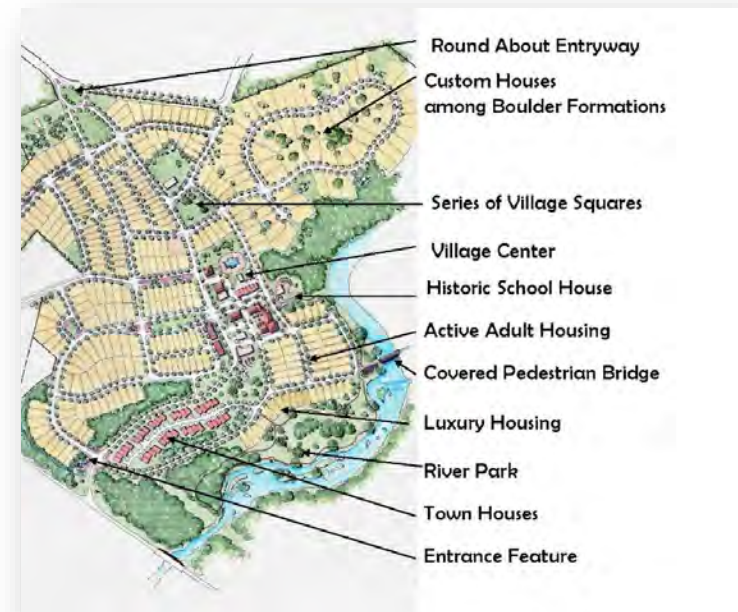 Round About Entryway
Custom Houses
among Boulder Formations
Series of Village Squares
Village Center
Historic School House
Active Adult Housing
Covered Pedestrian Bridge
Luxury Housing
River Park
Town Houses
Entrance Feature